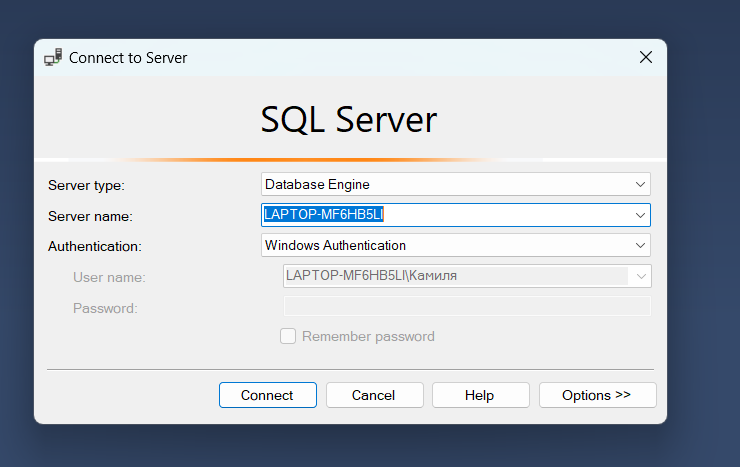 Connect to Server
SQL Server
Server type: Database Engine
Server name: LAPTOP-MF6HB5LI
Authentication: Windows Authentication
User name: LAPTOP-MF6HB5LI\Камиля
Password:
Remember password
Connect Cancel Help Options >>